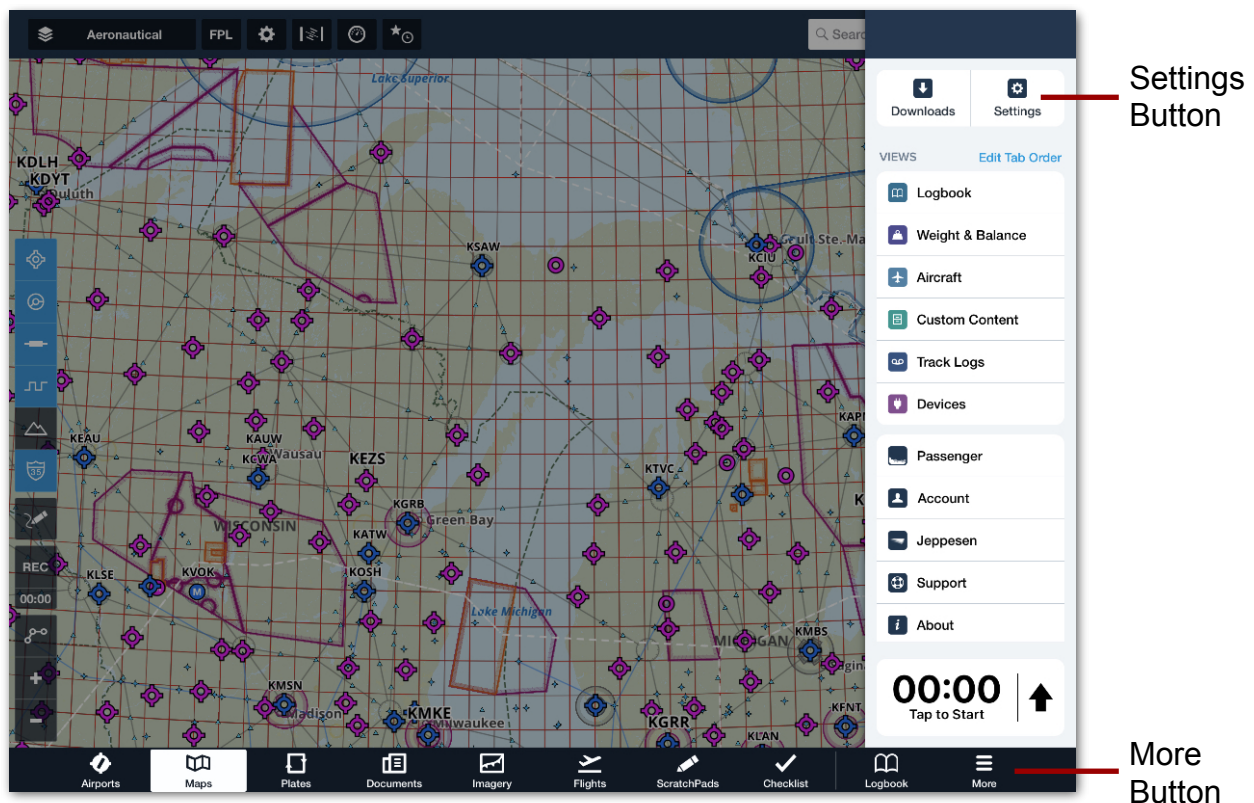 Aeronautical
FPL
Settings
Button
Downloads
Settings
VIEWS
Edit Tab Order
Logbook
Weight & Balance
Aircraft
Custom Content
Track Logs
Devices
Passenger
Account
Jeppesen
Support
i About
00:00
Tap to Start
Lake Superior
KDLH
KDYT
Duluth
KSAW
KCIU
KEAU
KAUW
KCWA
Wausau
KEZS
KTVC
35
KGRB
Green Bay
WISCONSIN
KATW
REC
KLSE
KVOK
M
KOSH
00:00
Lake Michigan
MICHIGAN
KMBS
KMSN
Madison
KMKE
Milwaukee
KGRR
KFNT
KLAN
Airports
Maps
Plates
Documents
Imagery
Flights
ScratchPads
Checklist
Logbook
More
More
Button